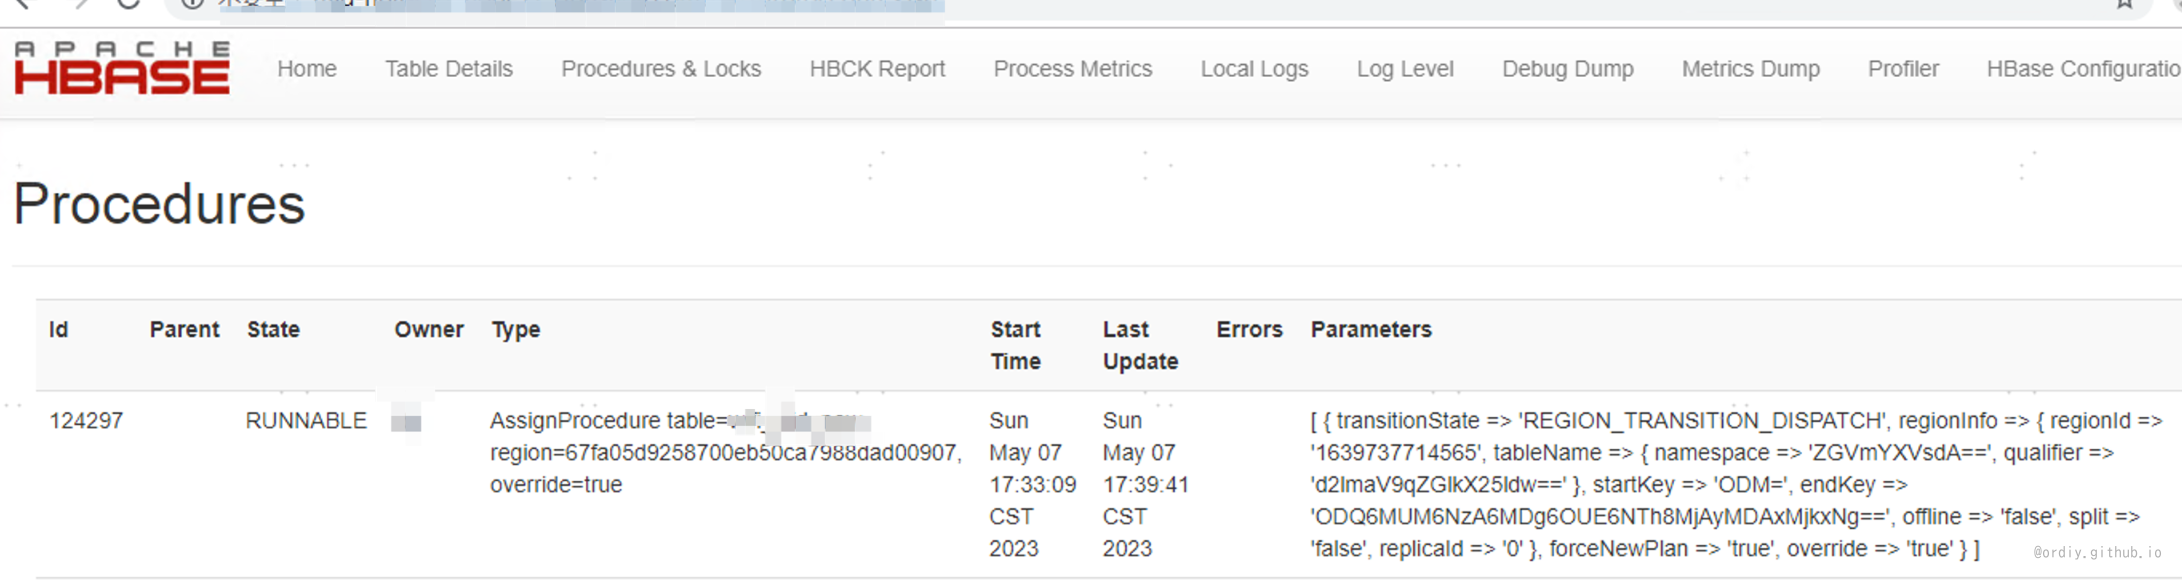 APACHE
HBASE
Home Table Details Procedures & Locks HBCK Report Process Metrics Local Logs Log Level Debug Dump Metrics Dump Profiler HBase Configuratio
Procedures
Id Parent State Owner Type Start Time Last Update Errors Parameters
124297 RUNNABLE AssignProcedure table=
region=67fa05d9258700eb50ca7988dad00907,
override=true
Sun
May 07
17:33:09
CST
2023
Sun
May 07
17:39:41
CST
2023
[ { transitionState => 'REGION_TRANSITION_DISPATCH', regionInfo => { regionId =>
'1639737714565', tableName => { namespace => 'ZGVmYXVsdA==', qualifier =>
'd2lmaV9qZGlkX25ldw==' }, startKey => 'ODM=', endKey =>
'ODQ6MUM6NzA6MDg6OUE6NTh8MjAyMDAxMjkxNg==', offline => 'false', split =>
'false', replicaId => '0' }, forceNewPlan => 'true', override => 'true' } ]
@ordiy.github.io